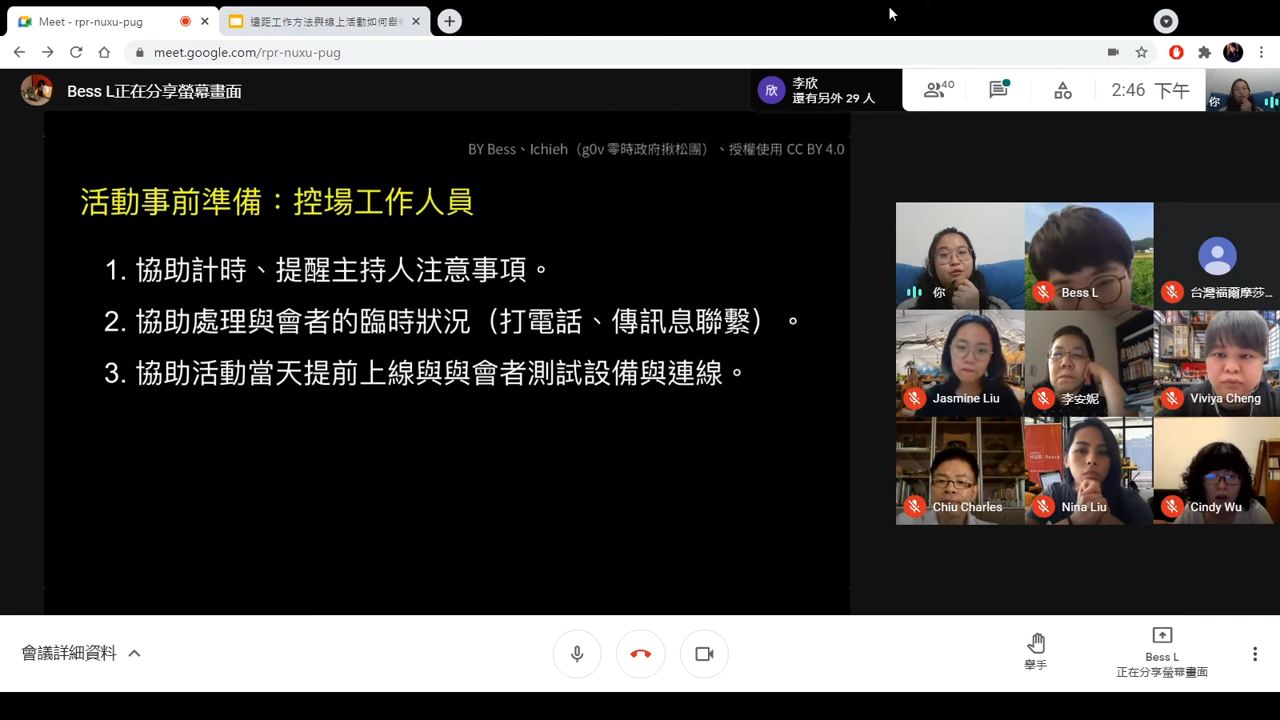 Meet - rpr-nuxu-pug
遠距工作方法與線上活動如何舉
meet.google.com/rpr-nuxu-pug
Bess L正在分享螢幕畫面
欣
李欣
還有另外 29 人
40
2:46 下午
你
BY Bess、Ichieh（g0v 零時政府揪松團）、授權使用 CC BY 4.0
活動事前準備：控場工作人員
1. 協助計時、提醒主持人注意事項。
2. 協助處理與會者的臨時狀況（打電話、傳訊息聯繫）。
3. 協助活動當天提前上線與與會者測試設備與連線。
你
Bess L
台灣福爾摩莎...
Jasmine Liu
李安妮
Viviya Cheng
Chiu Charles
Nina Liu
Cindy Wu
會議詳細資料
舉手
Bess L
正在分享螢幕畫面